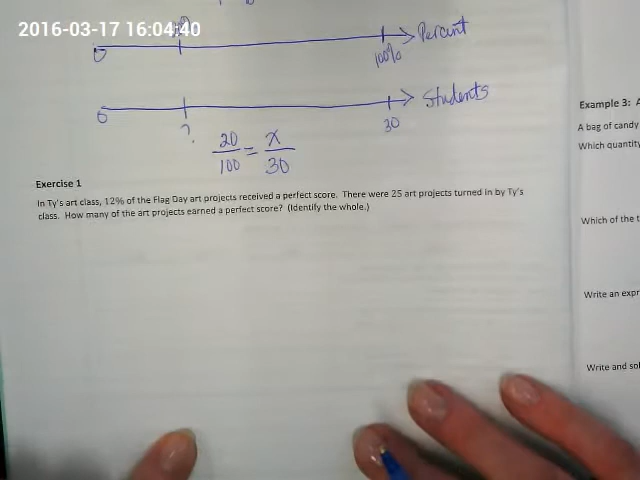 2016-03-17 16:04:40
0
100%
Percent
0
?
30
Students
20/100 = x/30
Exercise 1
In Ty's art class, 12% of the Flag Day art projects received a perfect score. There were 25 art projects turned in by Ty's
class. How many of the art projects earned a perfect score? (Identify the whole.)
Example 3:
A bag of candy
Which quantity
Which of the t
Write an expr
Write and sol